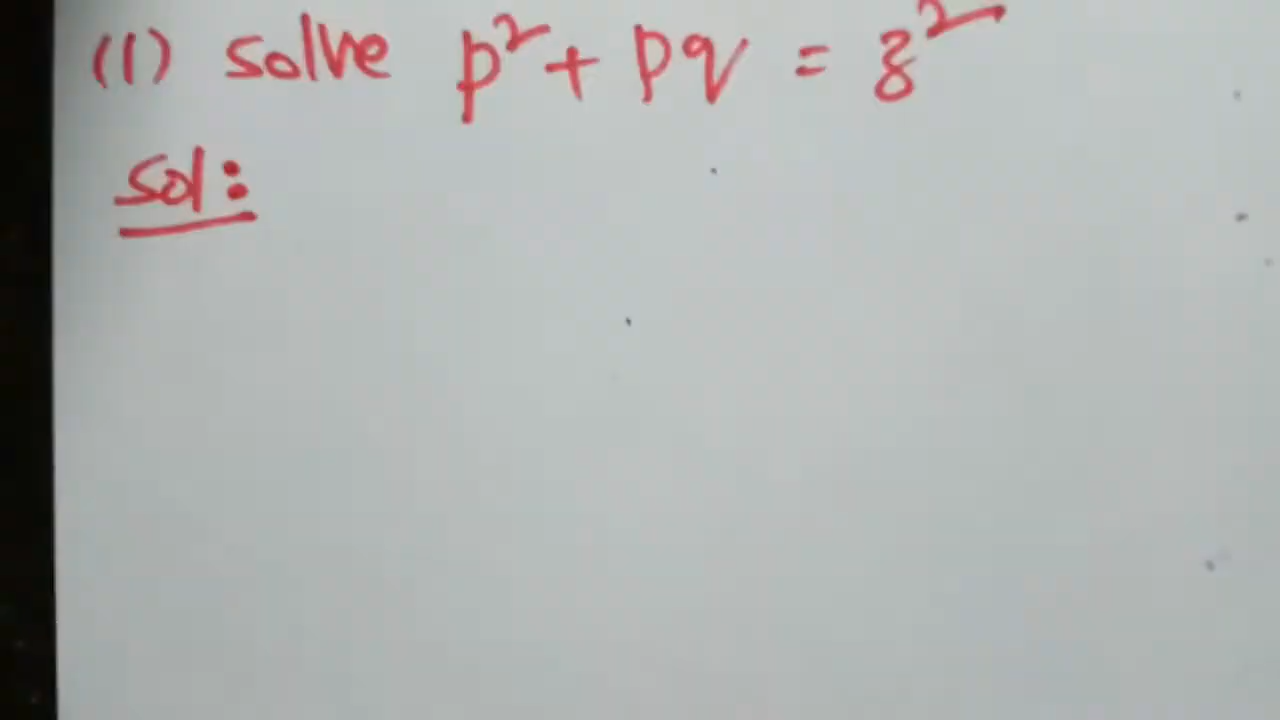 (1) solve p² + pq = z²
Sol: